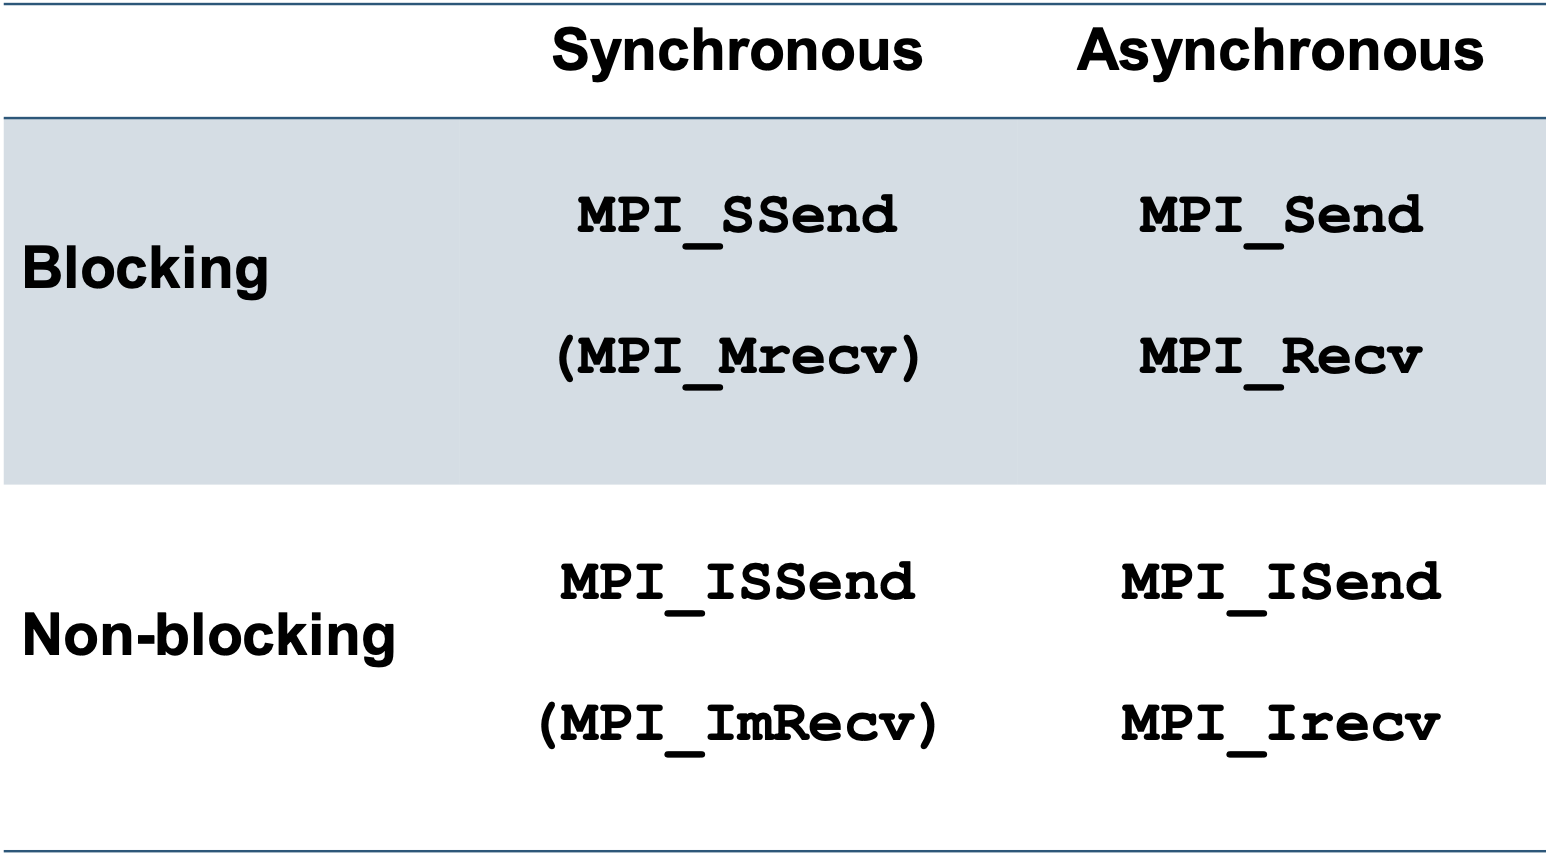 Synchronous Asynchronous
MPI_SSend MPI_Send
Blocking
(MPI_Mrecv) MPI_Recv
MPI_ISSend MPI_ISend
Non-blocking
(MPI_ImRecv) MPI_Irecv